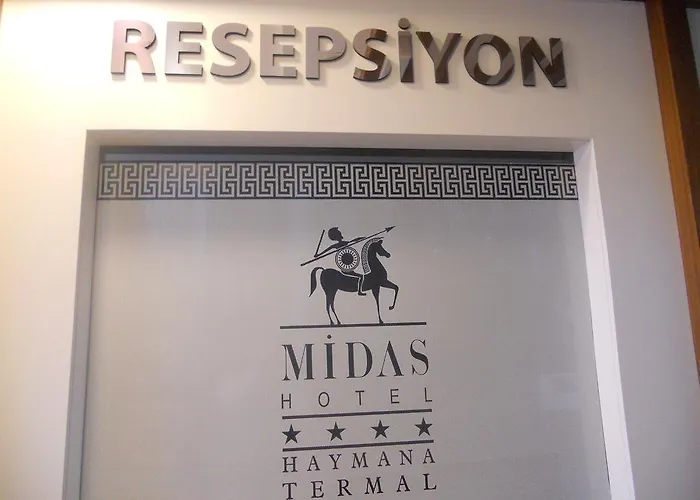 RESEPSİYON
MİDAS
HOTEL
★ ★ ★ ★
HAYMANA
TERMAL